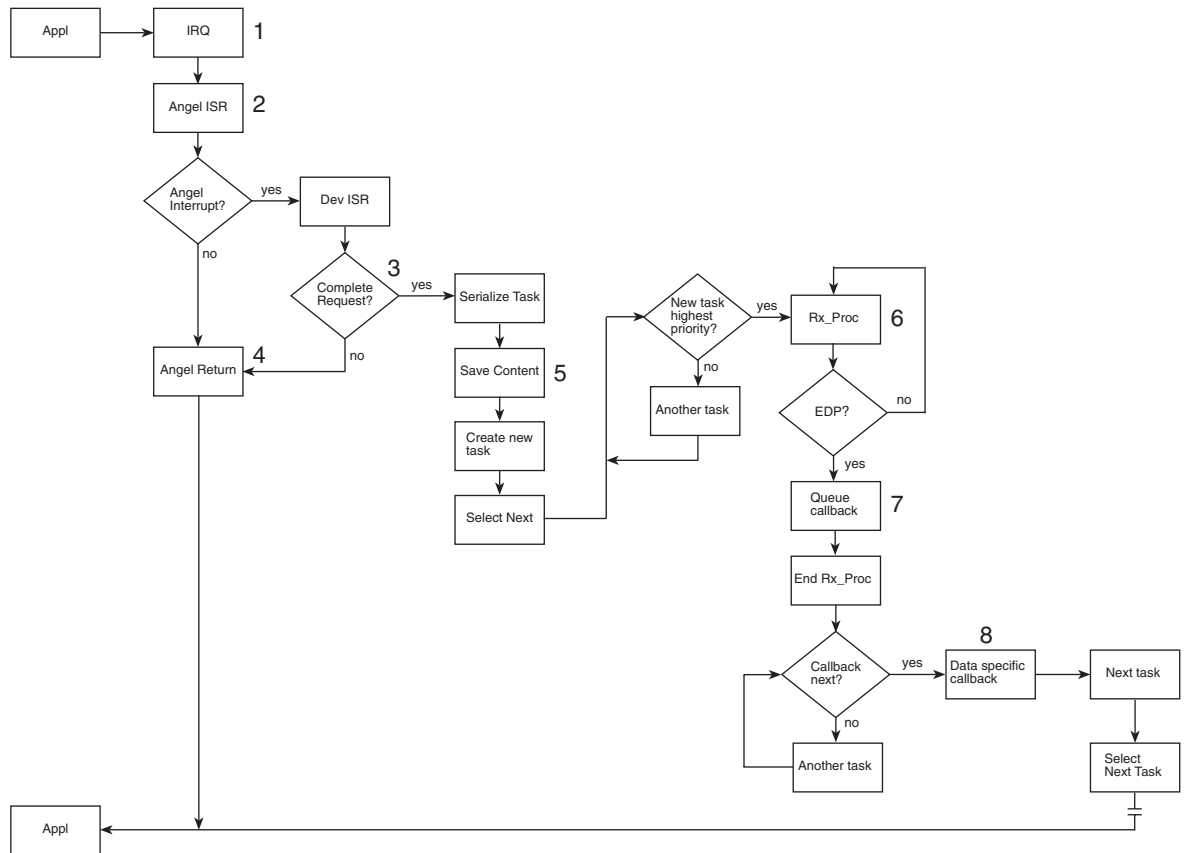 Appl
IRQ
1
Angel ISR
2
Angel
Interrupt?
yes
no
Dev ISR
3
Complete
Request?
yes
no
Angel Return
4
Serialize Task
Save Content
5
Create new
task
Select Next
New task
highest
priority?
yes
no
Another task
Rx_Proc
6
EDP?
no
yes
Queue
callback
7
End Rx_Proc
Callback
next?
yes
no
Another task
8
Data specific
callback
Next task
Select
Next Task
Appl